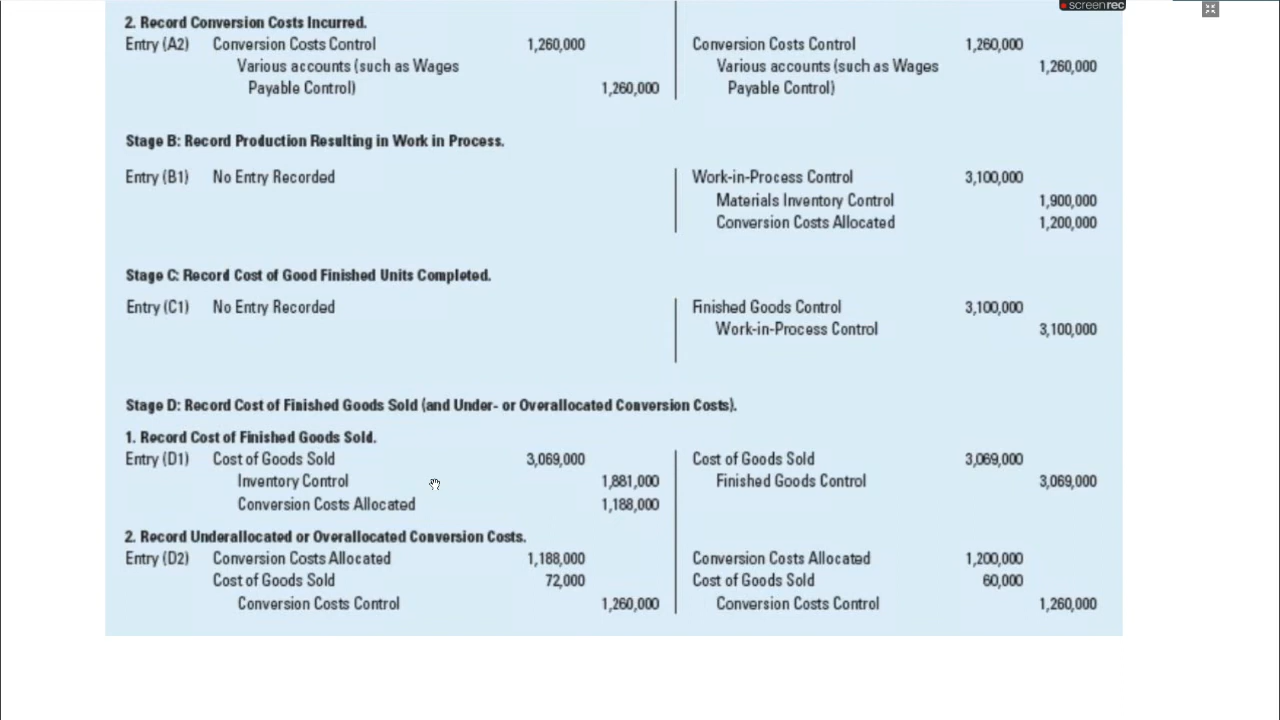 screenrec
2. Record Conversion Costs Incurred.
Entry (A2) Conversion Costs Control 1,260,000 Conversion Costs Control 1,260,000
Various accounts (such as Wages Various accounts (such as Wages 1,260,000
Payable Control) 1,260,000 Payable Control)
Stage B: Record Production Resulting in Work in Process.
Entry (B1) No Entry Recorded Work-in-Process Control 3,100,000
Materials Inventory Control 1,900,000
Conversion Costs Allocated 1,200,000
Stage C: Record Cost of Good Finished Units Completed.
Entry (C1) No Entry Recorded Finished Goods Control 3,100,000
Work-in-Process Control 3,100,000
Stage D: Record Cost of Finished Goods Sold (and Under- or Overallocated Conversion Costs).
1. Record Cost of Finished Goods Sold.
Entry (D1) Cost of Goods Sold 3,069,000 Cost of Goods Sold 3,069,000
Inventory Control 1,881,000 Finished Goods Control 3,069,000
Conversion Costs Allocated 1,188,000
2. Record Underallocated or Overallocated Conversion Costs.
Entry (D2) Conversion Costs Allocated 1,188,000 Conversion Costs Allocated 1,200,000
Cost of Goods Sold 72,000 Cost of Goods Sold 60,000
Conversion Costs Control 1,260,000 Conversion Costs Control 1,260,000